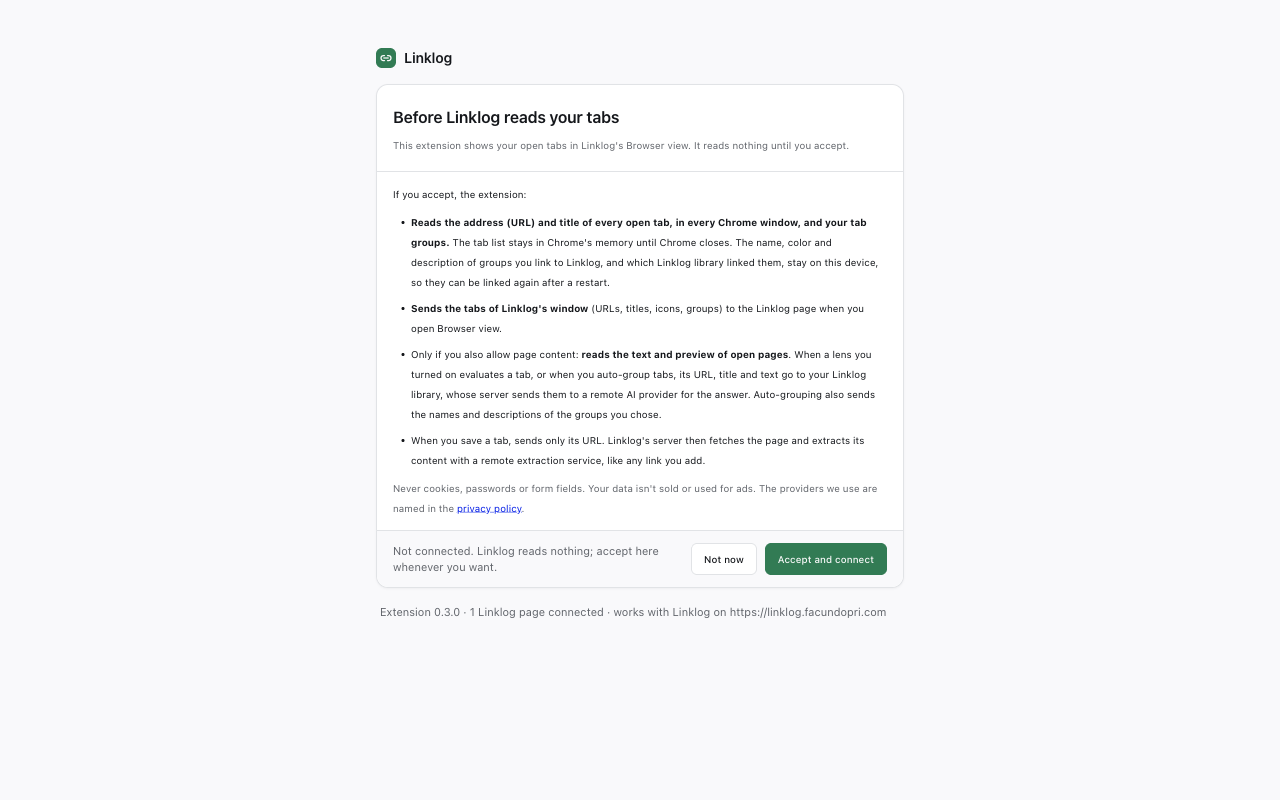 Linklog
Before Linklog reads your tabs
This extension shows your open tabs in Linklog's Browser view. It reads nothing until you accept.
If you accept, the extension:
• Reads the address (URL) and title of every open tab, in every Chrome window, and your tab
groups. The tab list stays in Chrome's memory until Chrome closes. The name, color and
description of groups you link to Linklog, and which Linklog library linked them, stay on this device,
so they can be linked again after a restart.
• Sends the tabs of Linklog's window (URLs, titles, icons, groups) to the Linklog page when you
open Browser view.
• Only if you also allow page content: reads the text and preview of open pages. When a lens you
turned on evaluates a tab, or when you auto-group tabs, its URL, title and text go to your Linklog
library, whose server sends them to a remote AI provider for the answer. Auto-grouping also sends
the names and descriptions of the groups you chose.
• When you save a tab, sends only its URL. Linklog's server then fetches the page and extracts its
content with a remote extraction service, like any link you add.
Never cookies, passwords or form fields. Your data isn't sold or used for ads. The providers we use are
named in the privacy policy.
Not connected. Linklog reads nothing; accept here
whenever you want.
Not now
Accept and connect
Extension 0.3.0 · 1 Linklog page connected · works with Linklog on https://linklog.facundopri.com